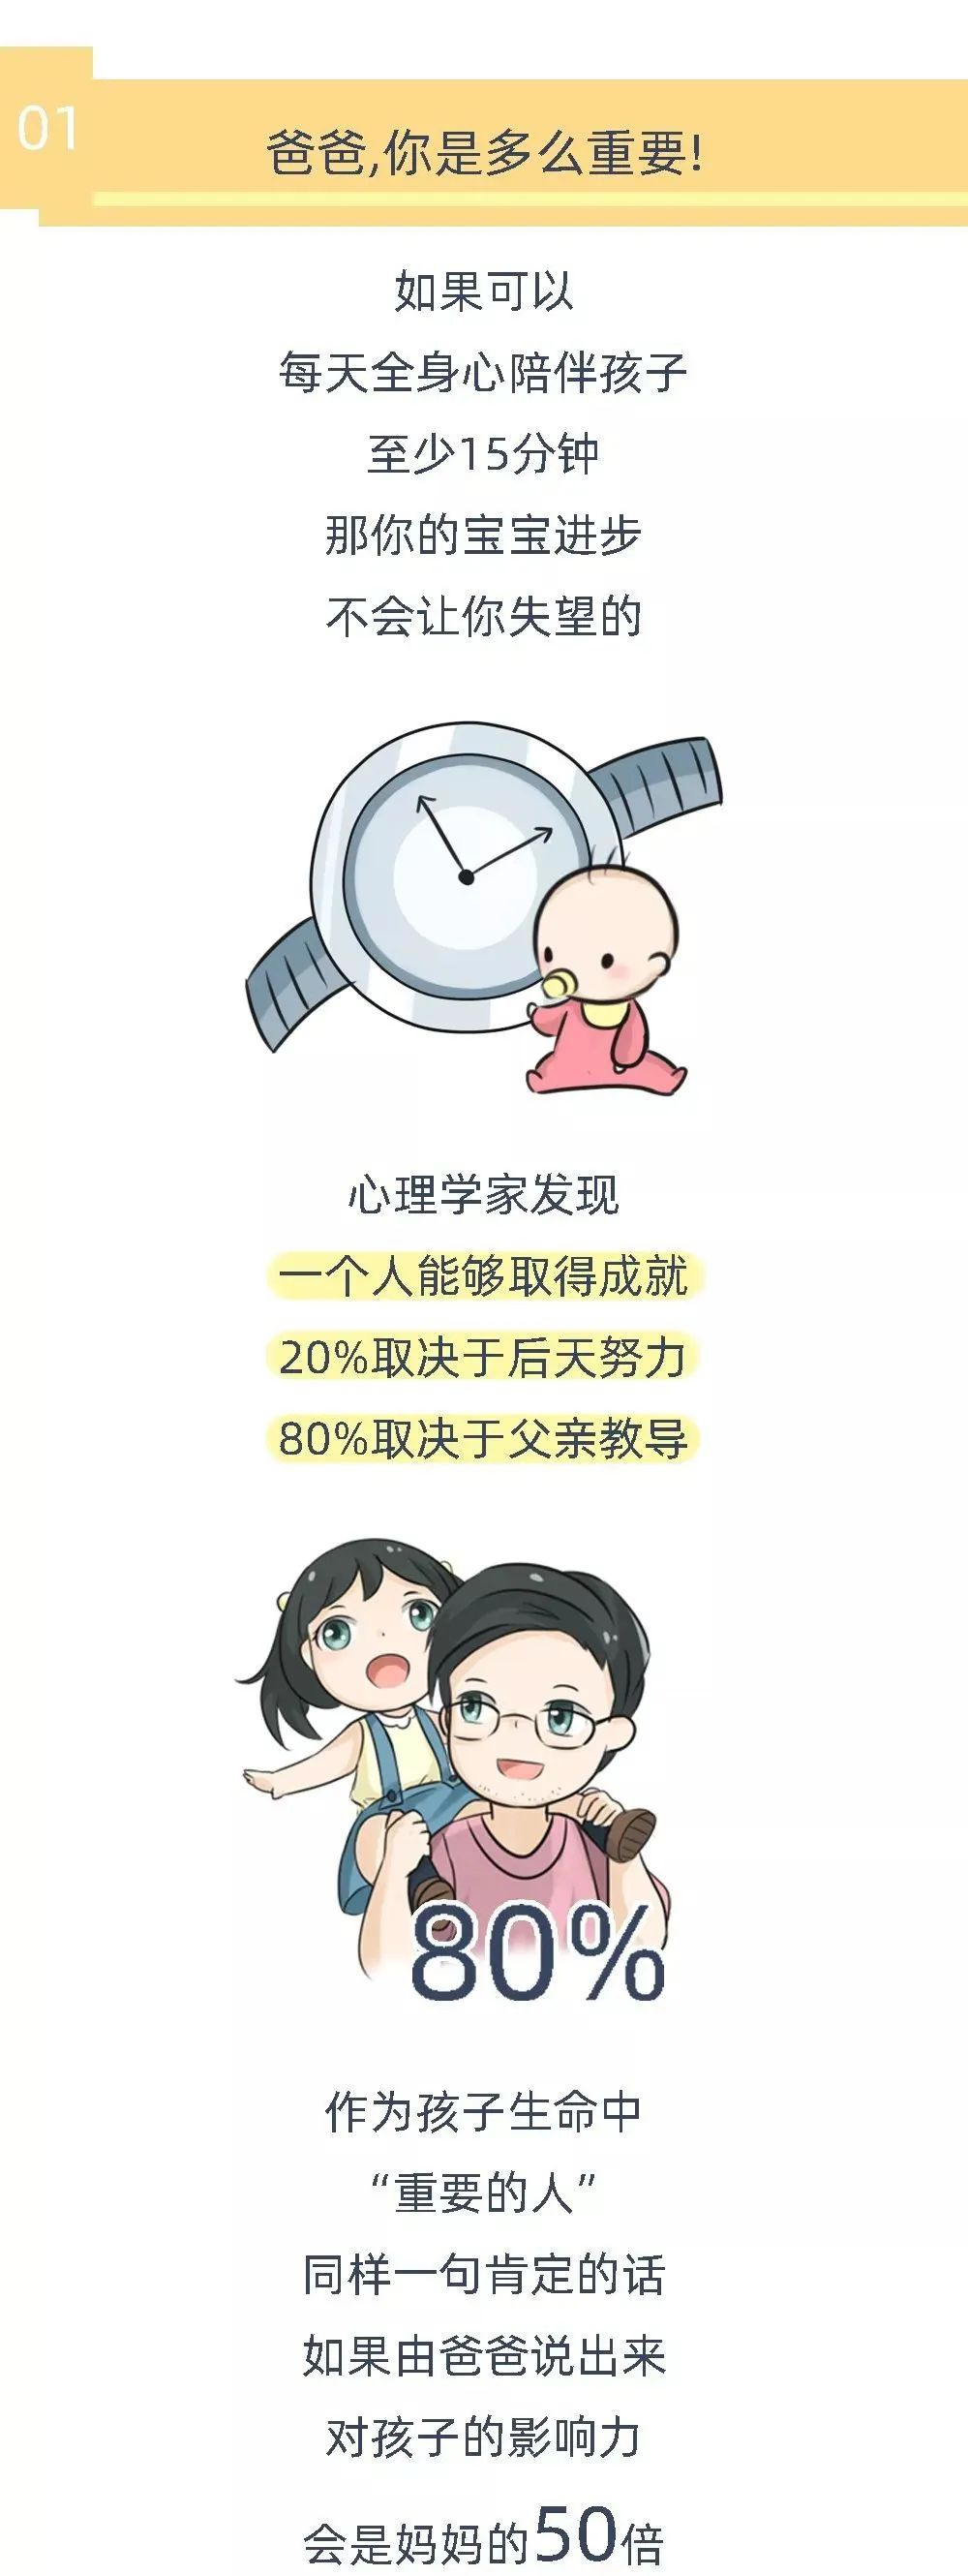 01
爸爸,你是多么重要!
如果可以
每天全身心陪伴孩子
至少15分钟
那你的宝宝进步
不会让你失望的
心理学家发现
一个人能够取得成就
20%取决于后天努力
80%取决于父亲教导
80%
作为孩子生命中
“重要的人”
同样一句肯定的话
如果由爸爸说出来
对孩子的影响力
会是妈妈的50倍